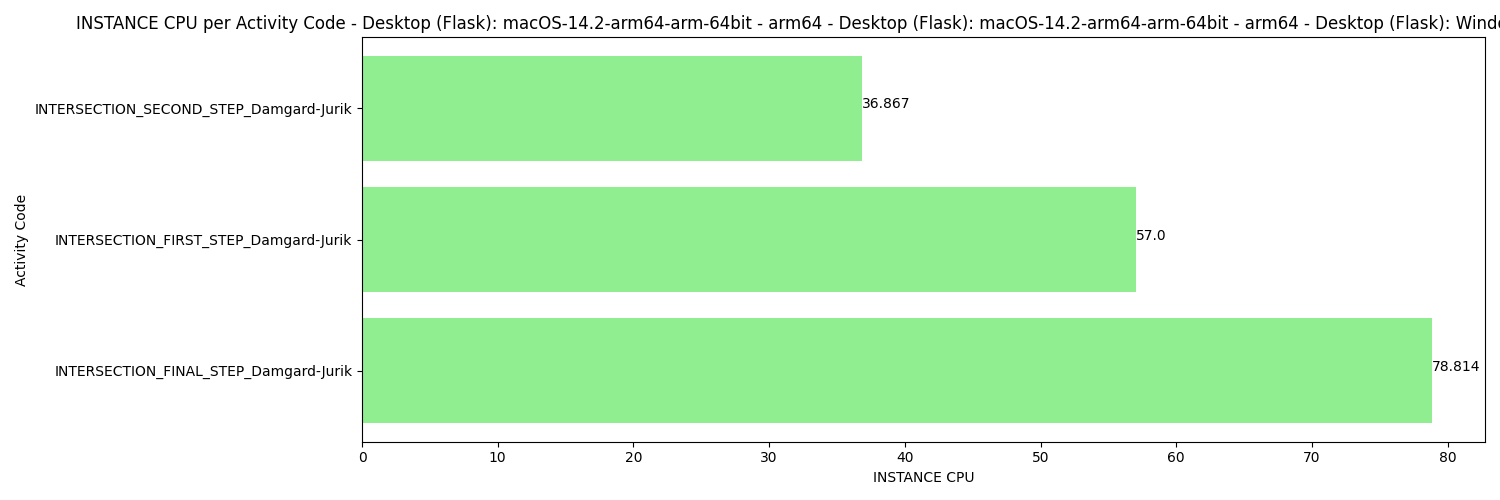 INSTANCE CPU per Activity Code - Desktop (Flask): macOS-14.2-arm64-arm-64bit - arm64 - Desktop (Flask): macOS-14.2-arm64-arm-64bit - arm64 - Desktop (Flask):
INTERSECTION_SECOND_STEP_Damgard-Jurik
36.867
INTERSECTION_FIRST_STEP_Damgard-Jurik
57.0
INTERSECTION_FINAL_STEP_Damgard-Jurik
78.814
Activity Code
0 10 20 30 40 50 60 70 80
INSTANCE CPU